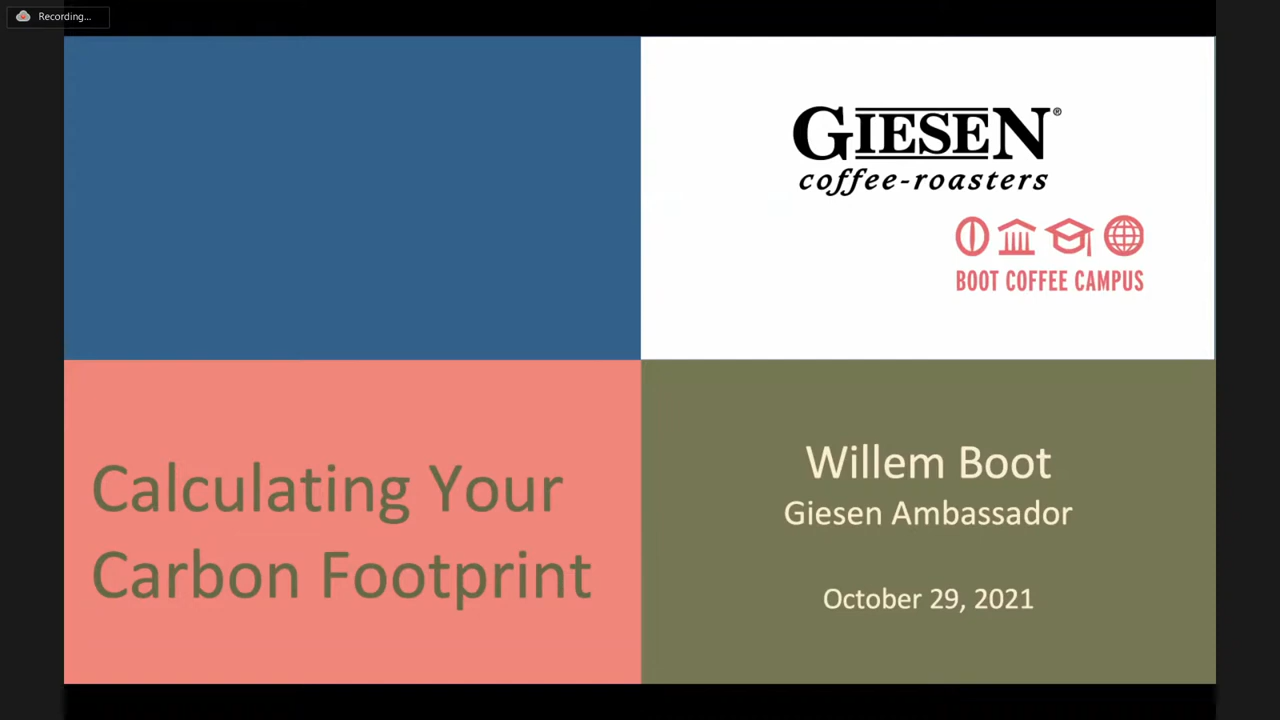 Recording...
GIESEN®
coffee-roasters
BOOT COFFEE CAMPUS
Calculating Your
Carbon Footprint
Willem Boot
Giesen Ambassador
October 29, 2021